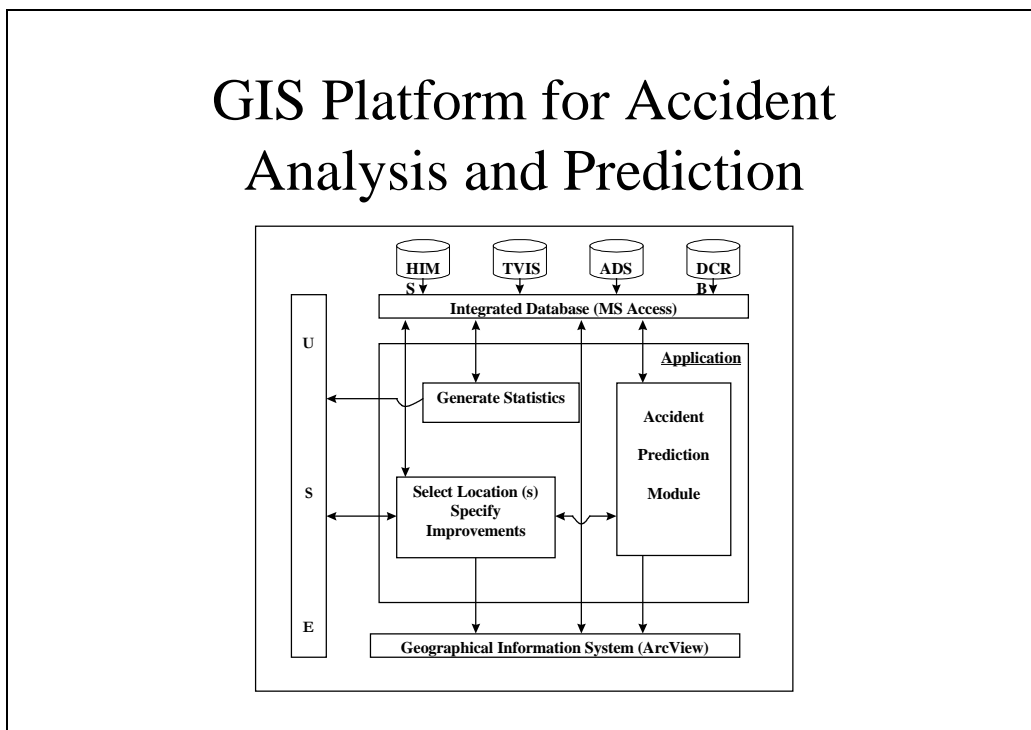 GIS Platform for Accident
Analysis and Prediction
HIM
S
TVIS
ADS
DCR
B
Integrated Database (MS Access)
U
S
E
Application
Generate Statistics
Accident
Prediction
Module
Select Location (s)
Specify
Improvements
Geographical Information System (ArcView)